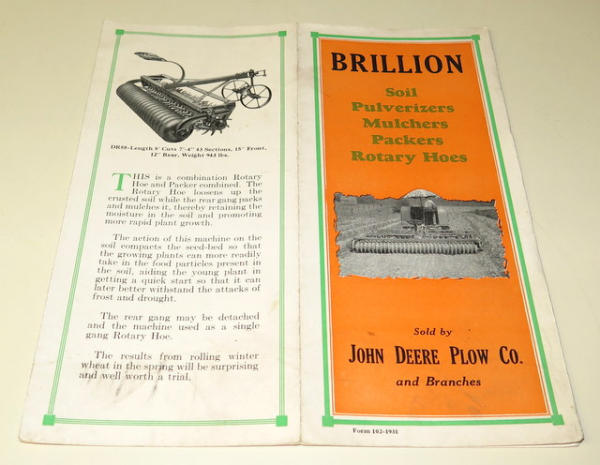 DR88-Length 8' Cuts 7'-4" 43 Sections, 15" Front,
12" Rear, Weight 943 lbs.
THIS is a combination Rotary
Hoe and Packer combined. The
Rotary Hoe loosens up the
crusted soil while the rear gang packs
and mulches it, thereby retaining the
moisture in the soil and promoting
more rapid plant growth.
The action of this machine on the
soil compacts the seed-bed so that
the growing plants can more readily
take in the food particles present in
the soil, aiding the young plant in
getting a quick start so that it can
later better withstand the attacks of
frost and drought.
The rear gang may be detached
and the machine used as a single
gang Rotary Hoe.
The results from rolling winter
wheat in the spring will be surprising
and well worth a trial.
BRILLION
Soil
Pulverizers
Mulchers
Packers
Rotary Hoes
Sold by
JOHN DEERE PLOW CO.
and Branches
Form 102-1931